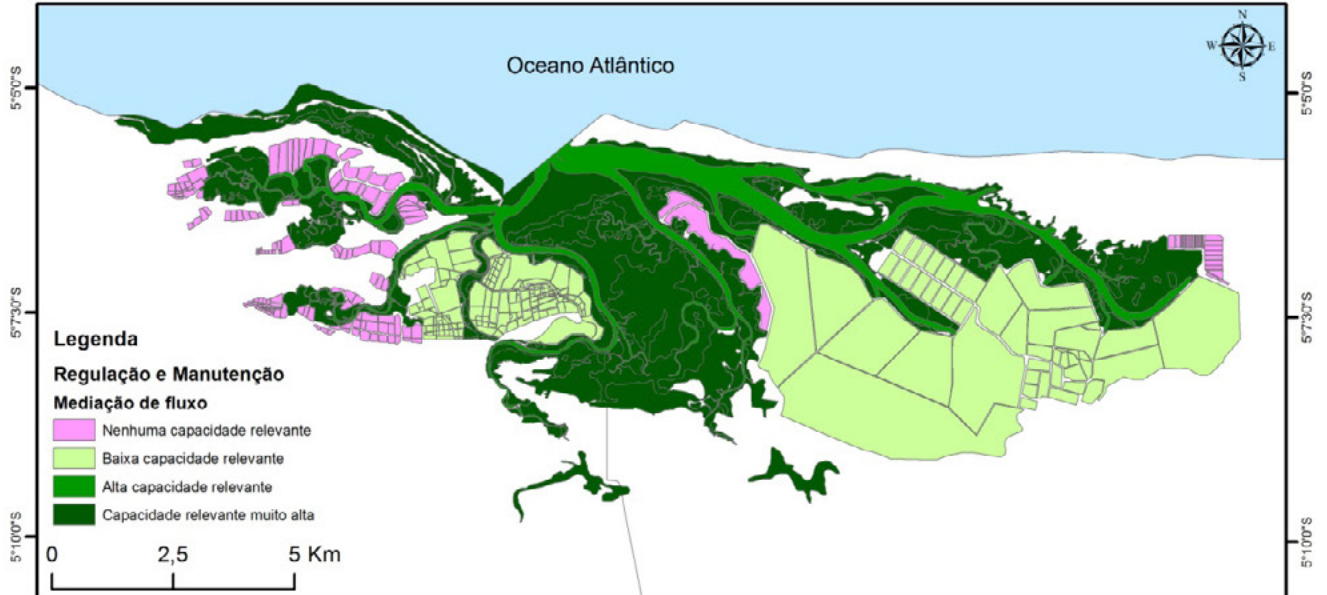 N
W E
S
Oceano Atlântico
5°5'0"S
5°5'0"S
5°7'30"S
5°7'30"S
5°10'0"S
5°10'0"S
Legenda
Regulação e Manutenção
Mediação de fluxo
Nenhuma capacidade relevante
Baixa capacidade relevante
Alta capacidade relevante
Capacidade relevante muito alta
0 2,5 5 Km